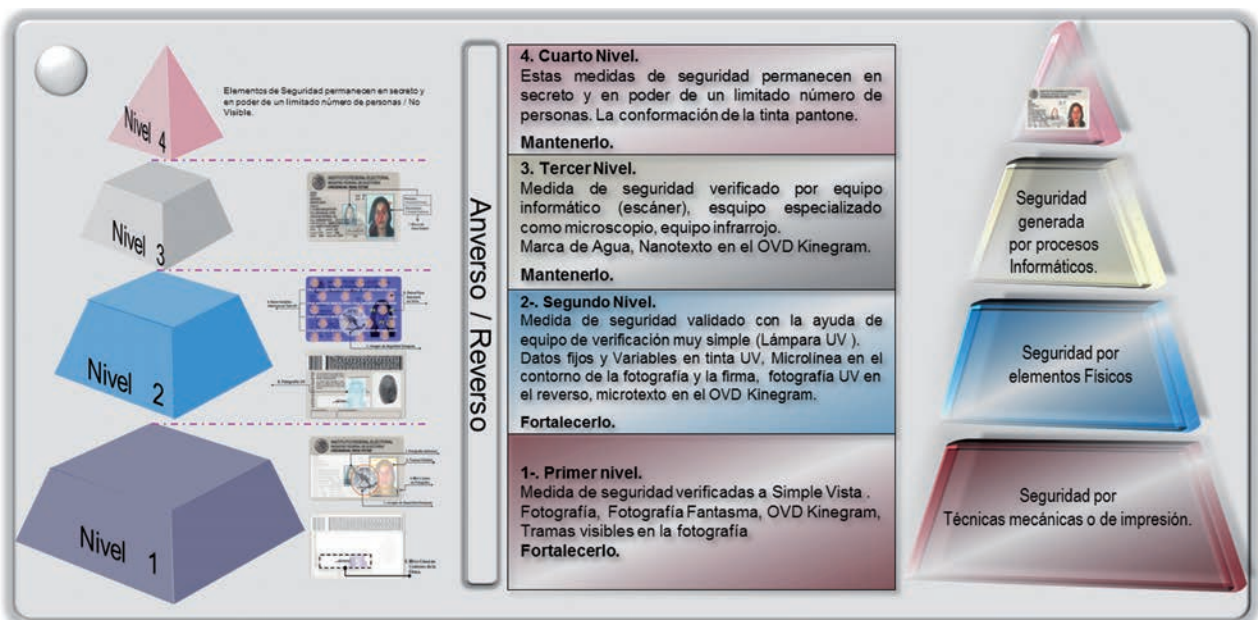 Nivel 4
Elementos de Seguridad permanecen en secreto y
en poder de un limitado número de personas / No
Visible.
Nivel 3
INSTITUTO FEDERAL ELECTORAL
Nivel 2
Nivel 1
INSTITUTO FEDERAL ELECTORAL
Anverso / Reverso
4. Cuarto Nivel.
Estas medidas de seguridad permanecen en
secreto y en poder de un limitado número de
personas. La conformación de la tinta pantone.
Mantenerlo.
3. Tercer Nivel.
Medida de seguridad verificado por equipo
informático (escáner), esquipo especializado
como microscopio, equipo infrarrojo.
Marca de Agua, Nanotexto en el OVD Kinegram.
Mantenerlo.
2-. Segundo Nivel.
Medida de seguridad validado con la ayuda de
equipo de verificación muy simple (Lámpara UV ).
Datos fijos y Variables en tinta UV, Microlínea en el
contorno de la fotografía y la firma, fotografía UV en
el reverso, microtexto en el OVD Kinegram.
Fortalecerlo.
1-. Primer nivel.
Medida de seguridad verificadas a Simple Vista .
Fotografía, Fotografía Fantasma, OVD Kinegram,
Tramas visibles en la fotografía
Fortalecerlo.
Seguridad
generada
por procesos
Informáticos.
Seguridad por
elementos Físicos
Seguridad por
Técnicas mecánicas o de impresión.